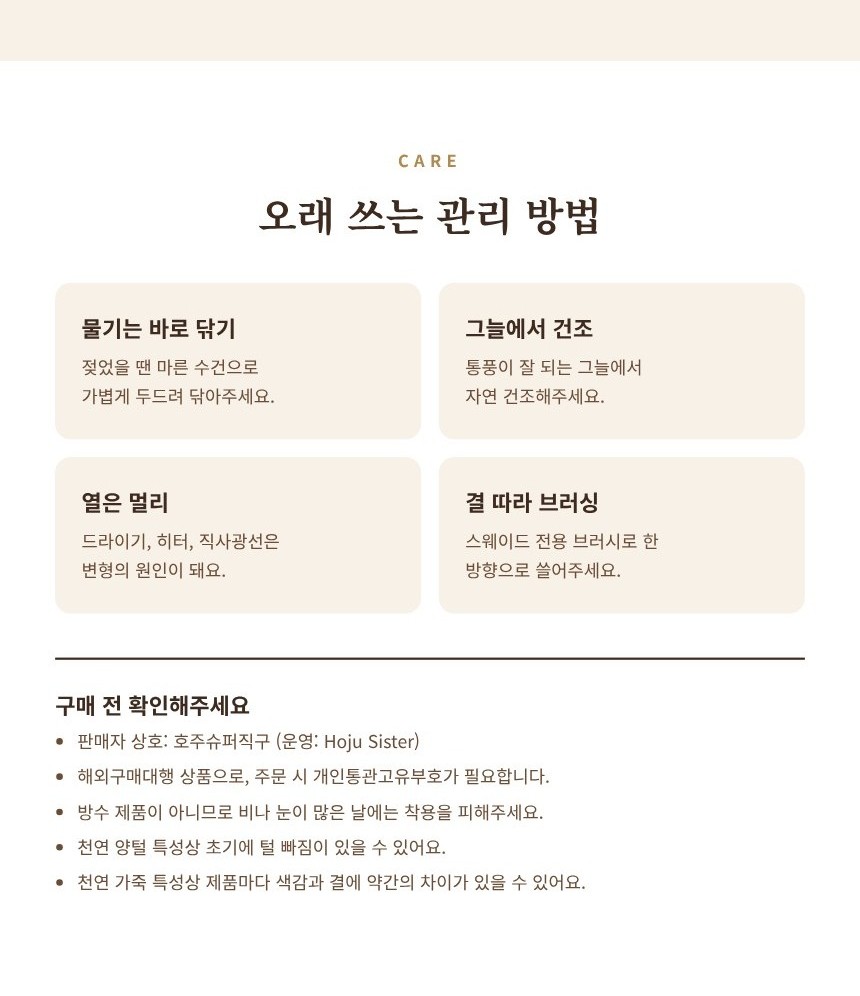 CARE
오래 쓰는 관리 방법
물기는 바로 닦기
젖었을 땐 마른 수건으로
가볍게 두드려 닦아주세요.
그늘에서 건조
통풍이 잘 되는 그늘에서
자연 건조해주세요.
열은 멀리
드라이기, 히터, 직사광선은
변형의 원인이 돼요.
결 따라 브러싱
스웨이드 전용 브러시로 한
방향으로 쓸어주세요.
구매 전 확인해주세요
• 판매자 상호: 호주슈퍼직구 (운영: Hoju Sister)
• 해외구매대행 상품으로, 주문 시 개인통관고유부호가 필요합니다.
• 방수 제품이 아니므로 비나 눈이 많은 날에는 착용을 피해주세요.
• 천연 양털 특성상 초기에 털 빠짐이 있을 수 있어요.
• 천연 가죽 특성상 제품마다 색감과 결에 약간의 차이가 있을 수 있어요.